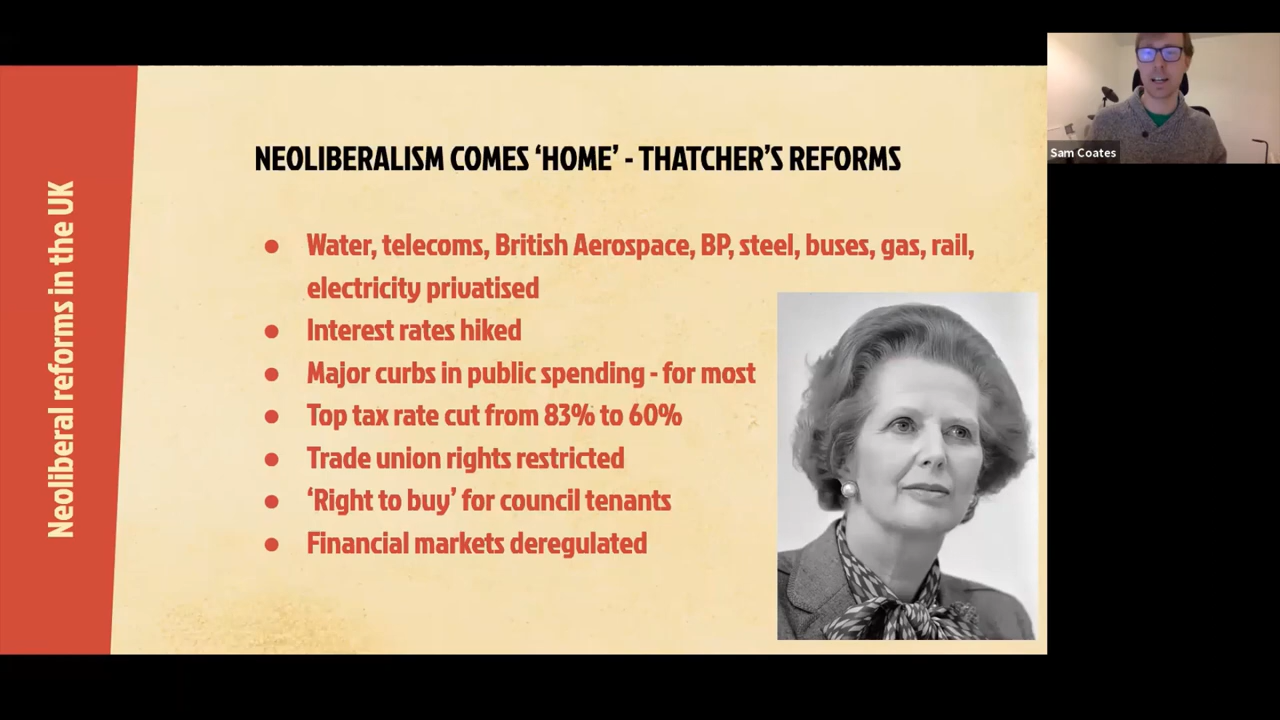 Neoliberal reforms in the UK
NEOLIBERALISM COMES ‘HOME’ - THATCHER’S REFORMS
● Water, telecoms, British Aerospace, BP, steel, buses, gas, rail,
electricity privatised
● Interest rates hiked
● Major curbs in public spending - for most
● Top tax rate cut from 83% to 60%
● Trade union rights restricted
● ‘Right to buy’ for council tenants
● Financial markets deregulated
Sam Coates